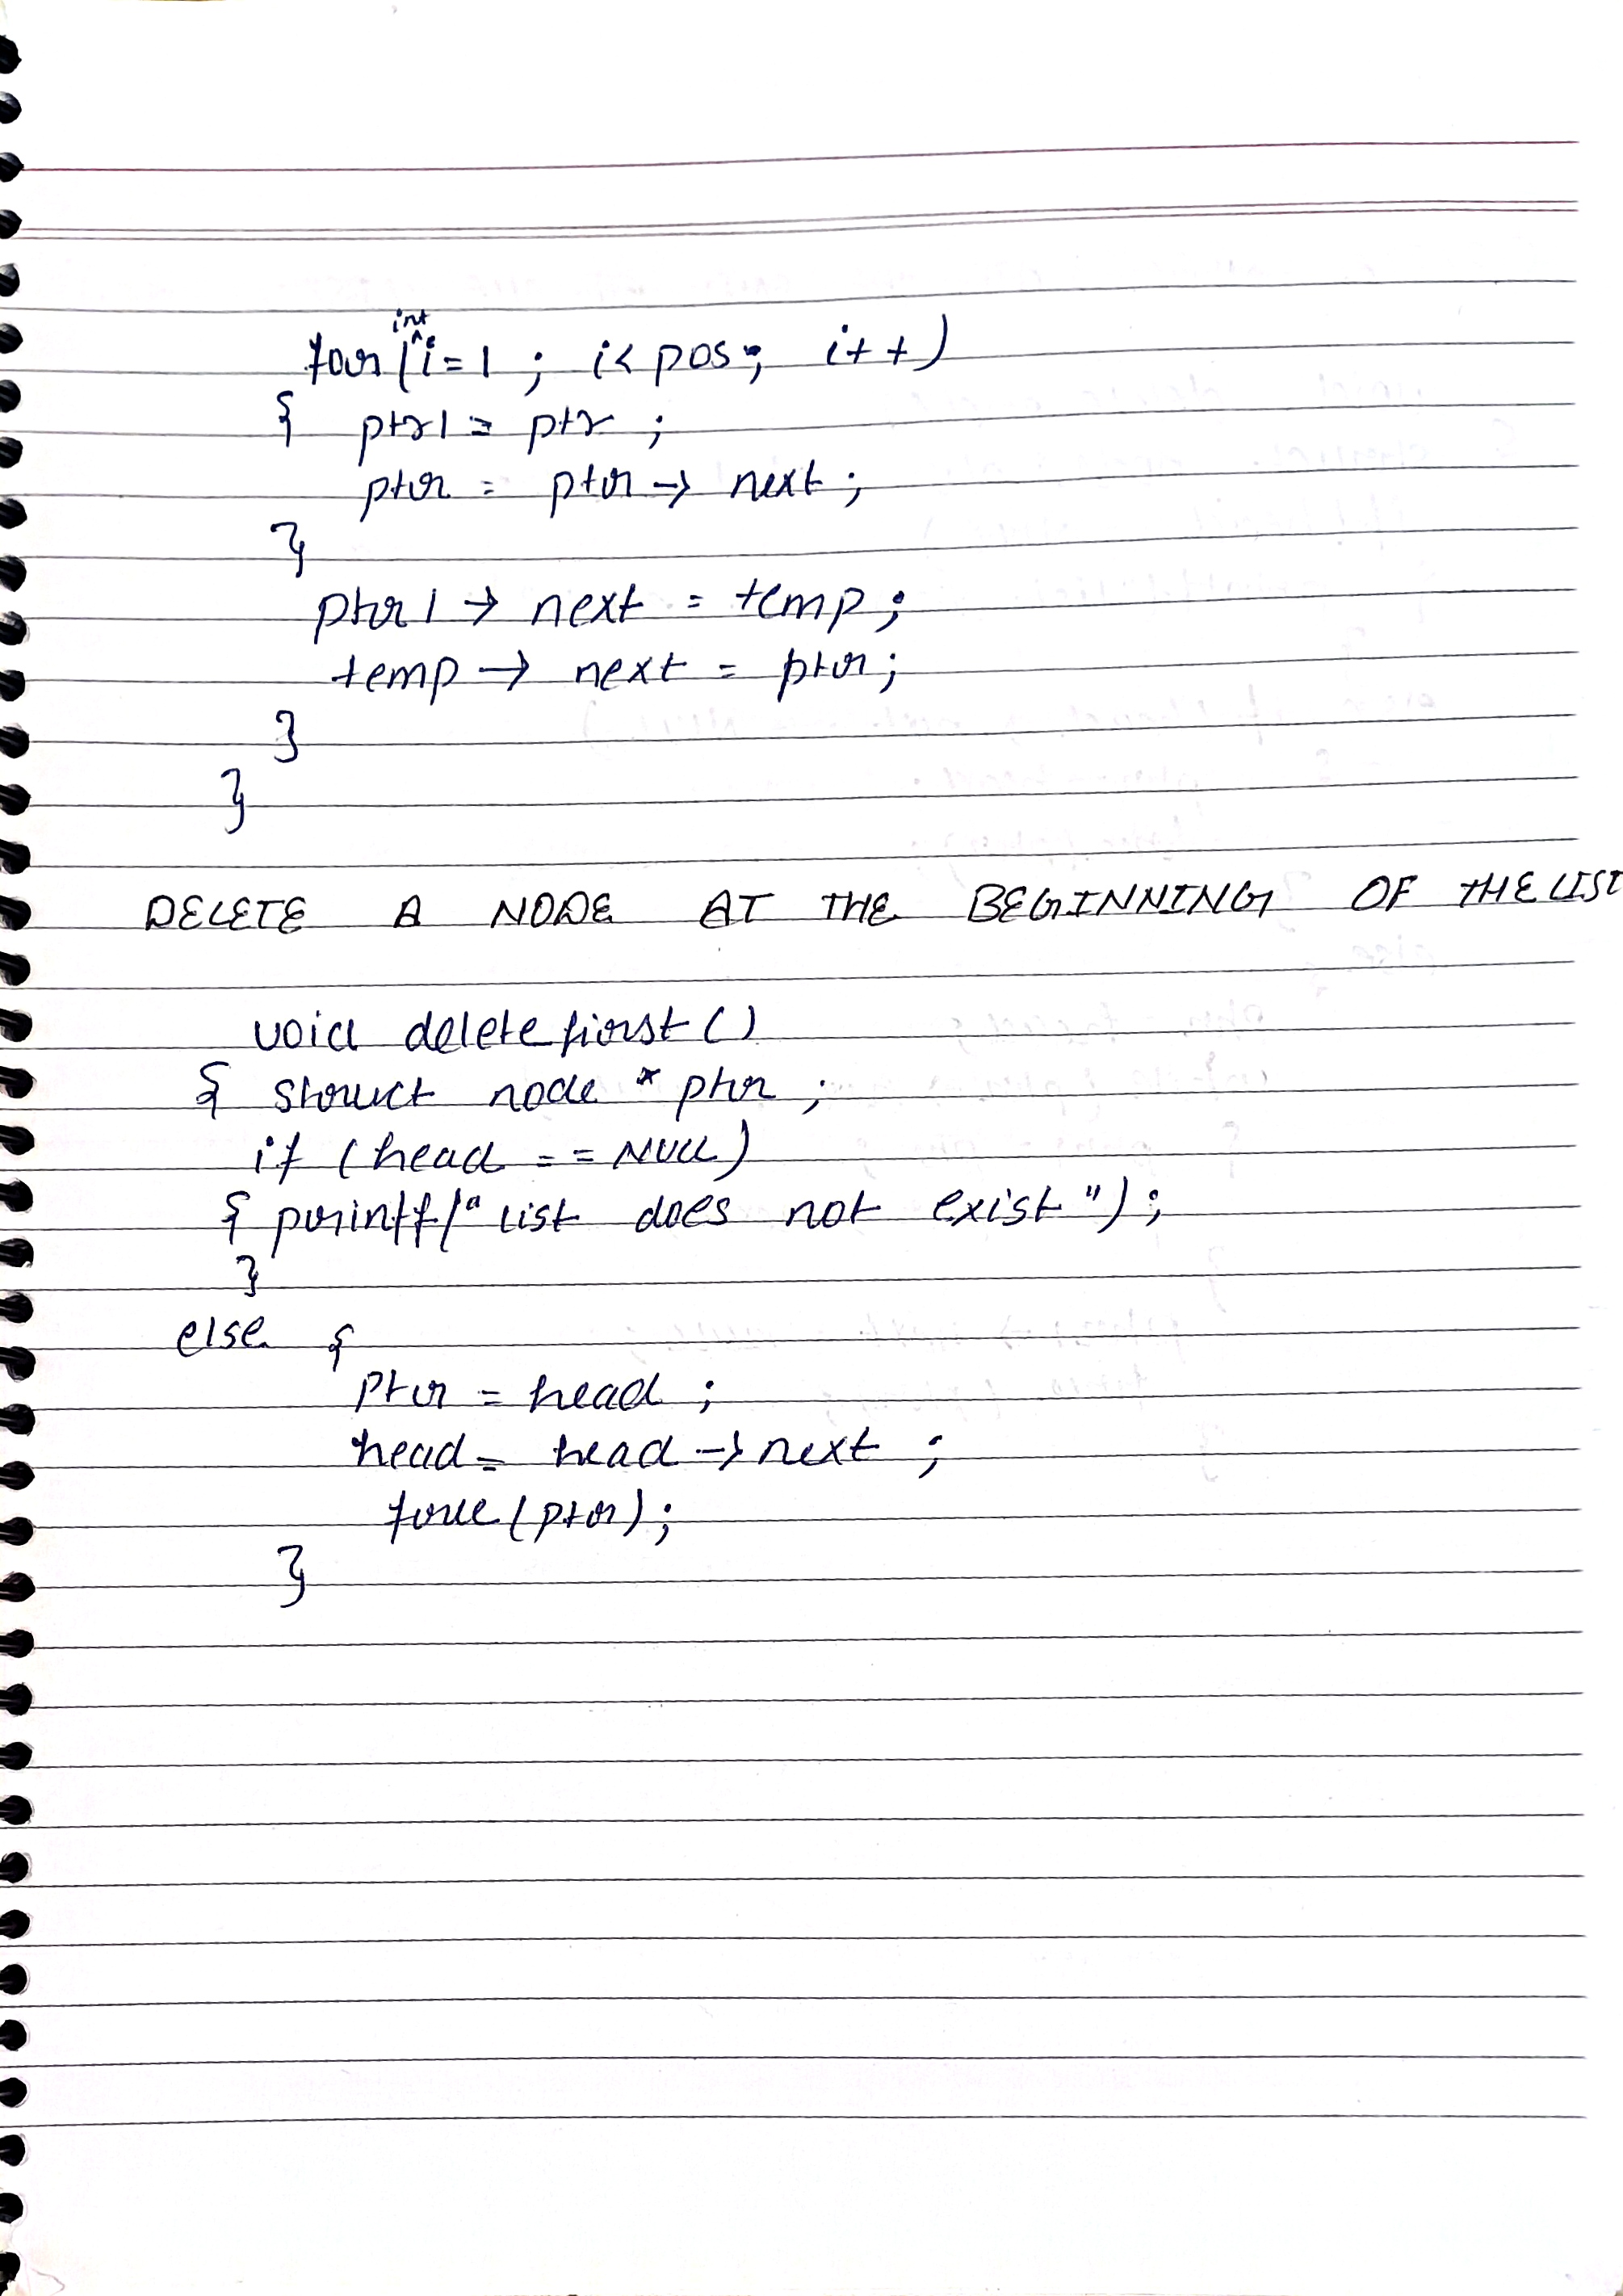 for (int i=1 ; i< pos ; i++)
{ ptr1 = ptr ;
ptr = ptr → next ;
}
ptr1 → next = temp ;
temp → next = ptr ;
}
}
DELETE A NODE AT THE BEGINNING OF THE LIST
void delete first ()
{ struct node * ptr ;
if (head == NULL)
{ printf (" list does not exist ") ;
}
else {
ptr = head ;
head = head → next ;
free (ptr) ;
}